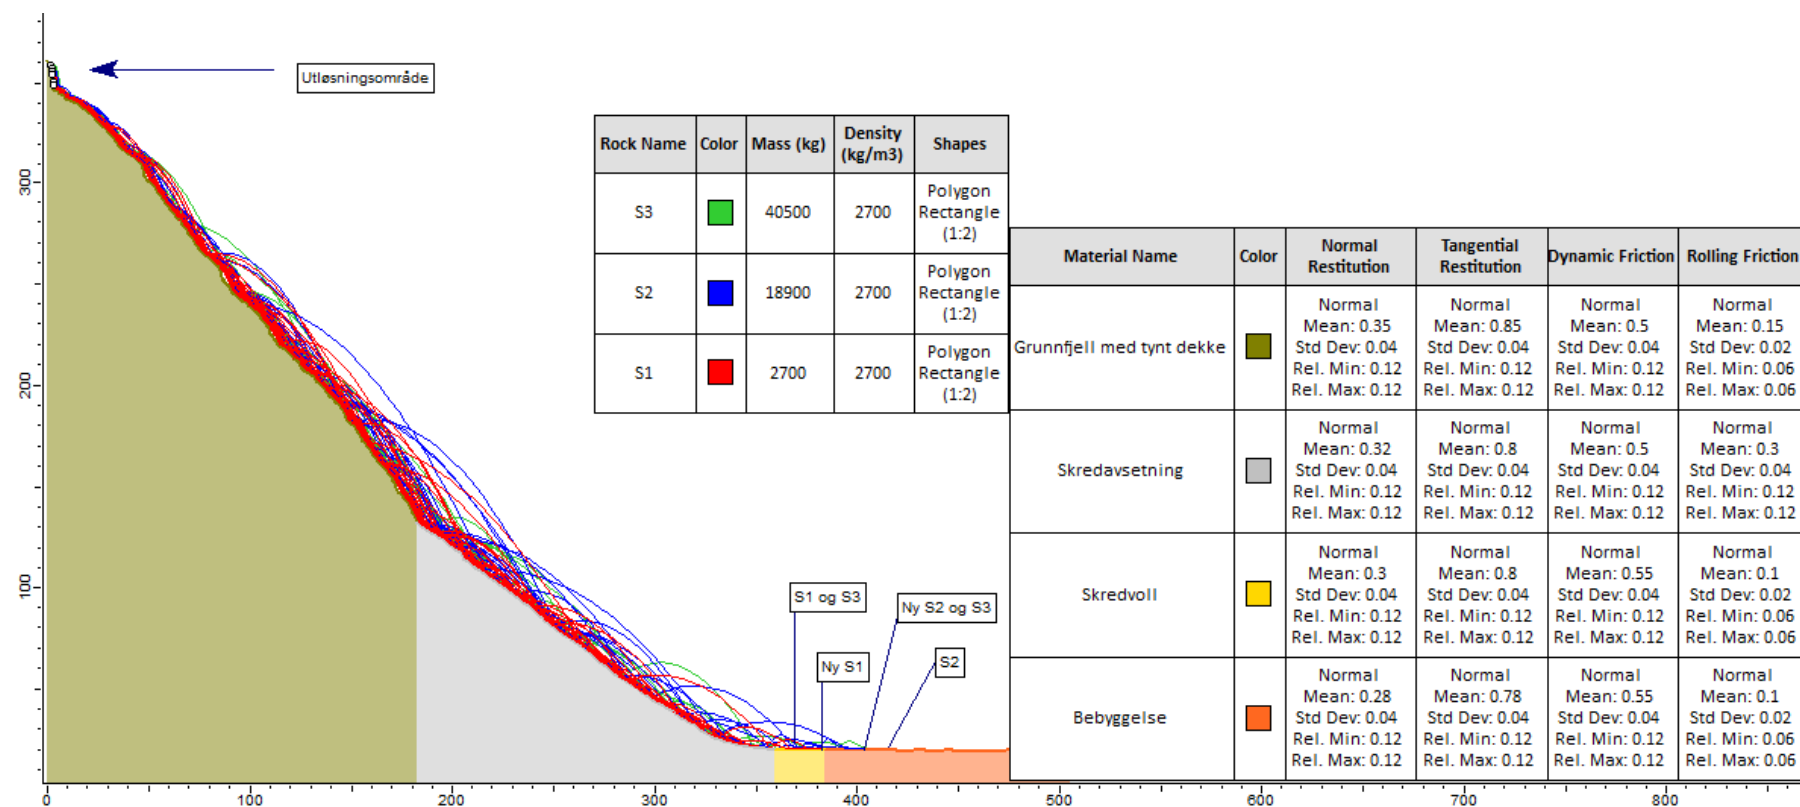 Utløsningsområde
Rock Name Color Mass (kg) Density (kg/m3) Shapes
S3 40500 2700 Polygon Rectangle (1:2)
S2 18900 2700 Polygon Rectangle (1:2)
S1 2700 2700 Polygon Rectangle (1:2)
Material Name Color Normal Restitution Tangential Restitution Dynamic Friction Rolling Friction
Grunnfjell med tynt dekke
Normal Normal Normal Normal
Mean: 0.35 Mean: 0.85 Mean: 0.5 Mean: 0.15
Std Dev: 0.04 Std Dev: 0.04 Std Dev: 0.04 Std Dev: 0.02
Rel. Min: 0.12 Rel. Min: 0.12 Rel. Min: 0.12 Rel. Min: 0.06
Rel. Max: 0.12 Rel. Max: 0.12 Rel. Max: 0.12 Rel. Max: 0.06
Skredavsetning
Normal Normal Normal Normal
Mean: 0.32 Mean: 0.8 Mean: 0.5 Mean: 0.3
Std Dev: 0.04 Std Dev: 0.04 Std Dev: 0.04 Std Dev: 0.04
Rel. Min: 0.12 Rel. Min: 0.12 Rel. Min: 0.12 Rel. Min: 0.12
Rel. Max: 0.12 Rel. Max: 0.12 Rel. Max: 0.12 Rel. Max: 0.12
Skredvoll
Normal Normal Normal Normal
Mean: 0.3 Mean: 0.8 Mean: 0.55 Mean: 0.1
Std Dev: 0.04 Std Dev: 0.04 Std Dev: 0.04 Std Dev: 0.02
Rel. Min: 0.12 Rel. Min: 0.12 Rel. Min: 0.12 Rel. Min: 0.06
Rel. Max: 0.12 Rel. Max: 0.12 Rel. Max: 0.12 Rel. Max: 0.06
Bebyggelse
Normal Normal Normal Normal
Mean: 0.28 Mean: 0.78 Mean: 0.55 Mean: 0.1
Std Dev: 0.04 Std Dev: 0.04 Std Dev: 0.04 Std Dev: 0.02
Rel. Min: 0.12 Rel. Min: 0.12 Rel. Min: 0.12 Rel. Min: 0.06
Rel. Max: 0.12 Rel. Max: 0.12 Rel. Max: 0.12 Rel. Max: 0.06
S1 og S3
Ny S2 og S3
Ny S1
S2
300
200
100
0 100 200 300 400 500 600 700 800